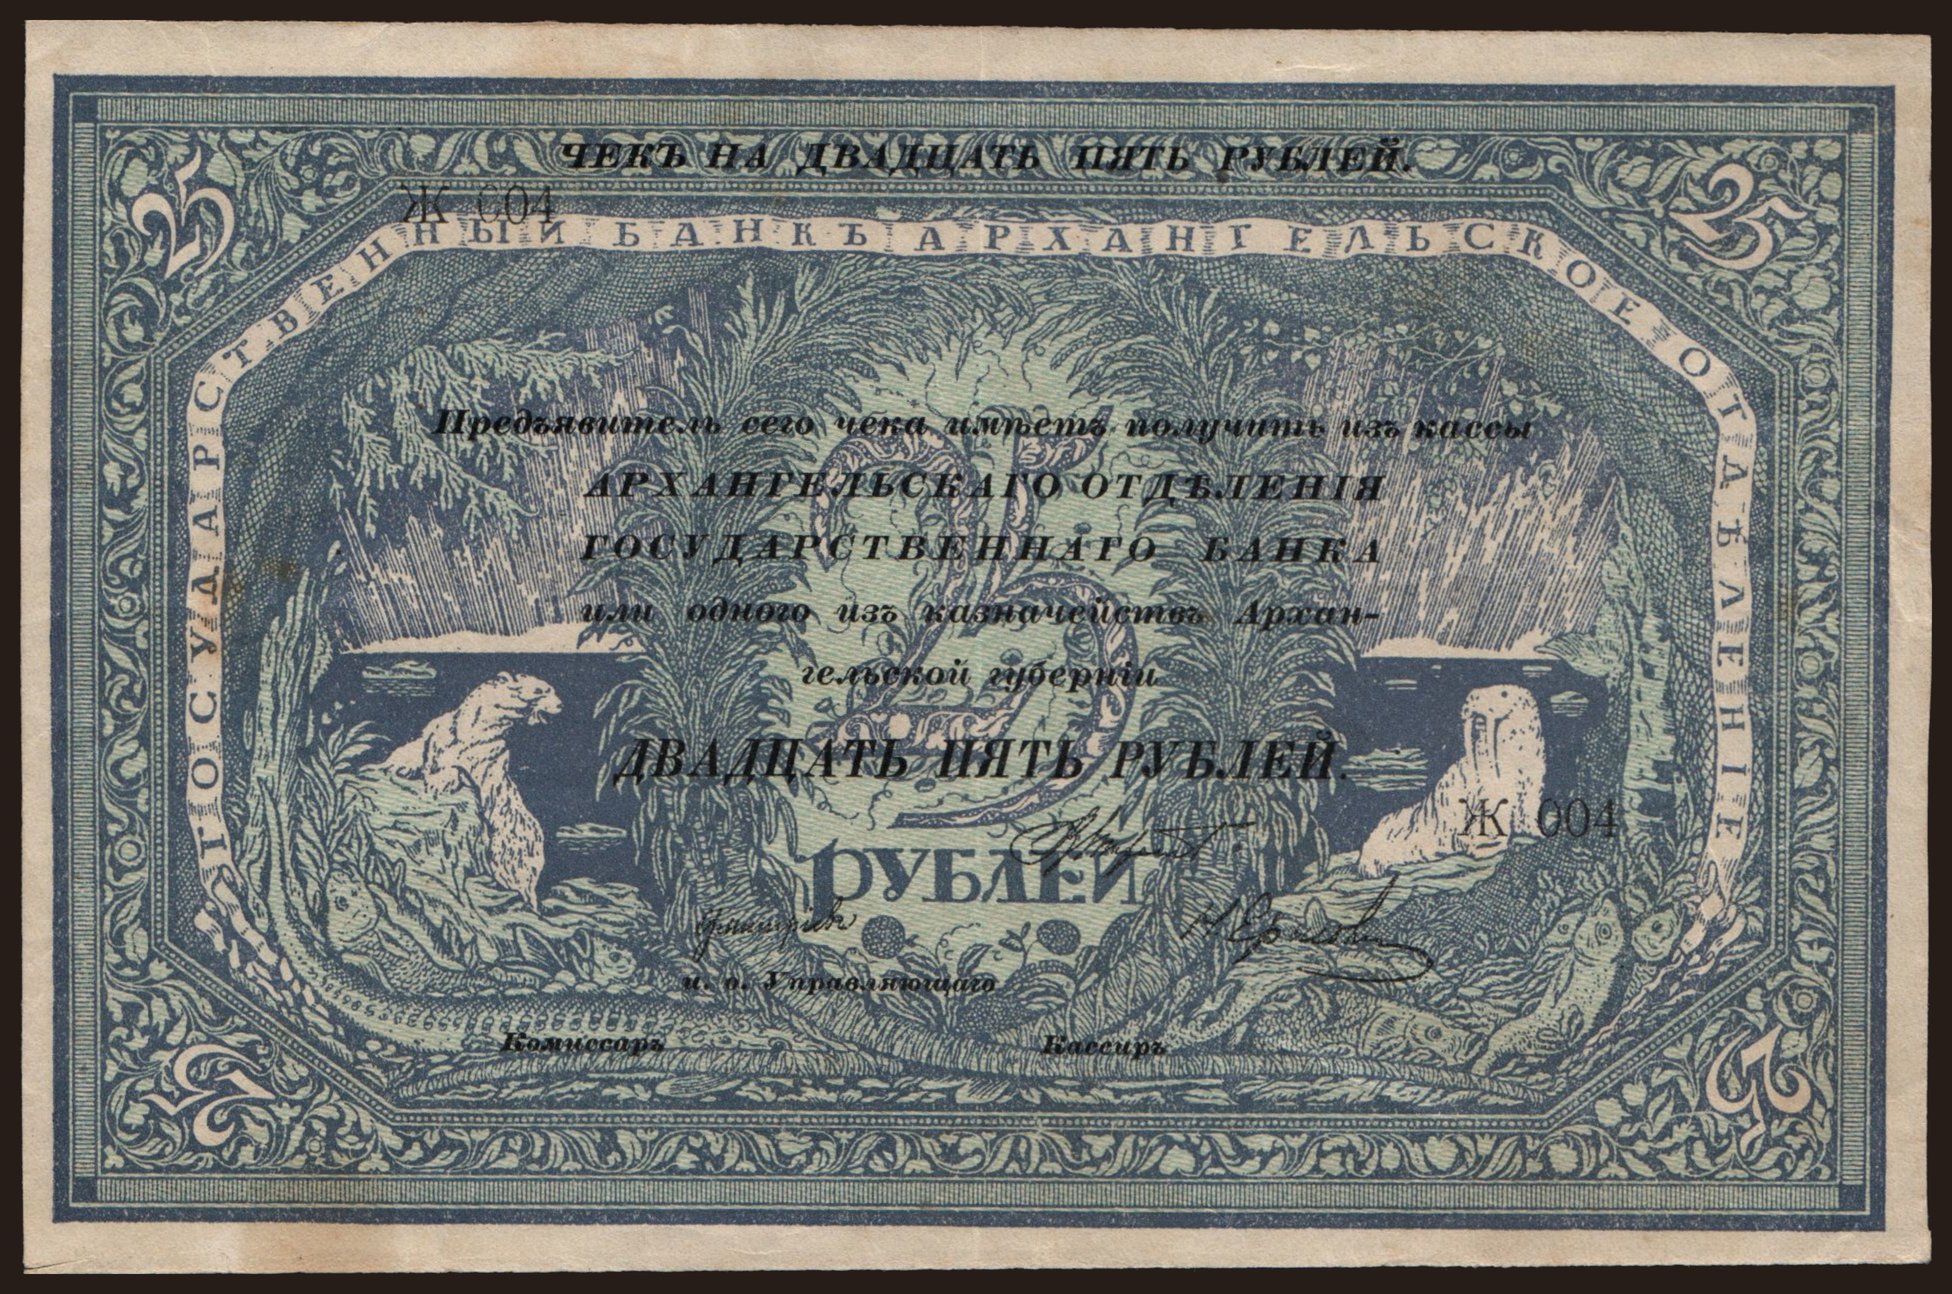 ЧЕКЪ НА ДВАДЦАТЬ ПЯТЬ РУБЛЕЙ.
25 25
Ж 004
ГОСУДАРСТВЕННЫЙ БАНКЪ АРХАНГЕЛЬСКОЕ ОТДѢЛЕНІЕ
Предъявитель сего чека имѣетъ получить изъ кассы
АРХАНГЕЛЬСКАГО ОТДѢЛЕНІЯ
ГОСУДАРСТВЕННАГО БАНКА
или одного изъ казначействъ Архан-
гельской губерніи
25
ДВАДЦАТЬ ПЯТЬ РУБЛЕЙ.
Ж 004
РУБЛЕЙ
и. о. Управляющаго
Комиссаръ Кассиръ
25 25